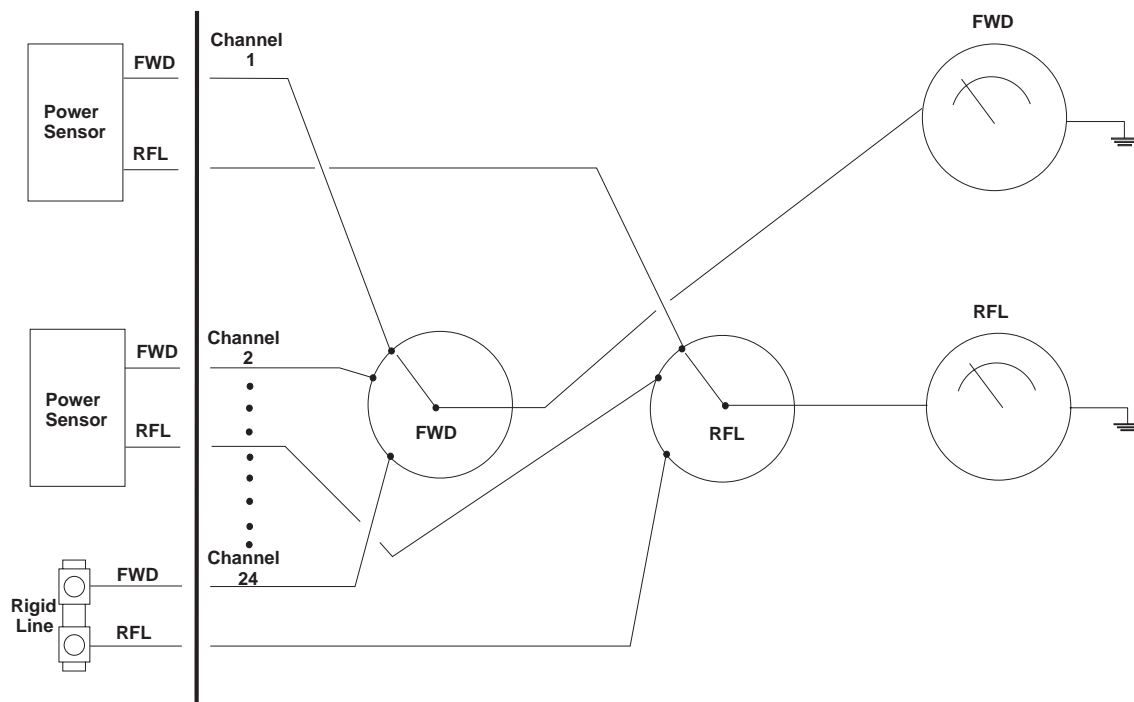 Channel
1
FWD
FWD
Power
Sensor
RFL
RFL
Channel
2
FWD
Power
Sensor
FWD
RFL
RFL
Channel
24
FWD
Rigid
Line
RFL